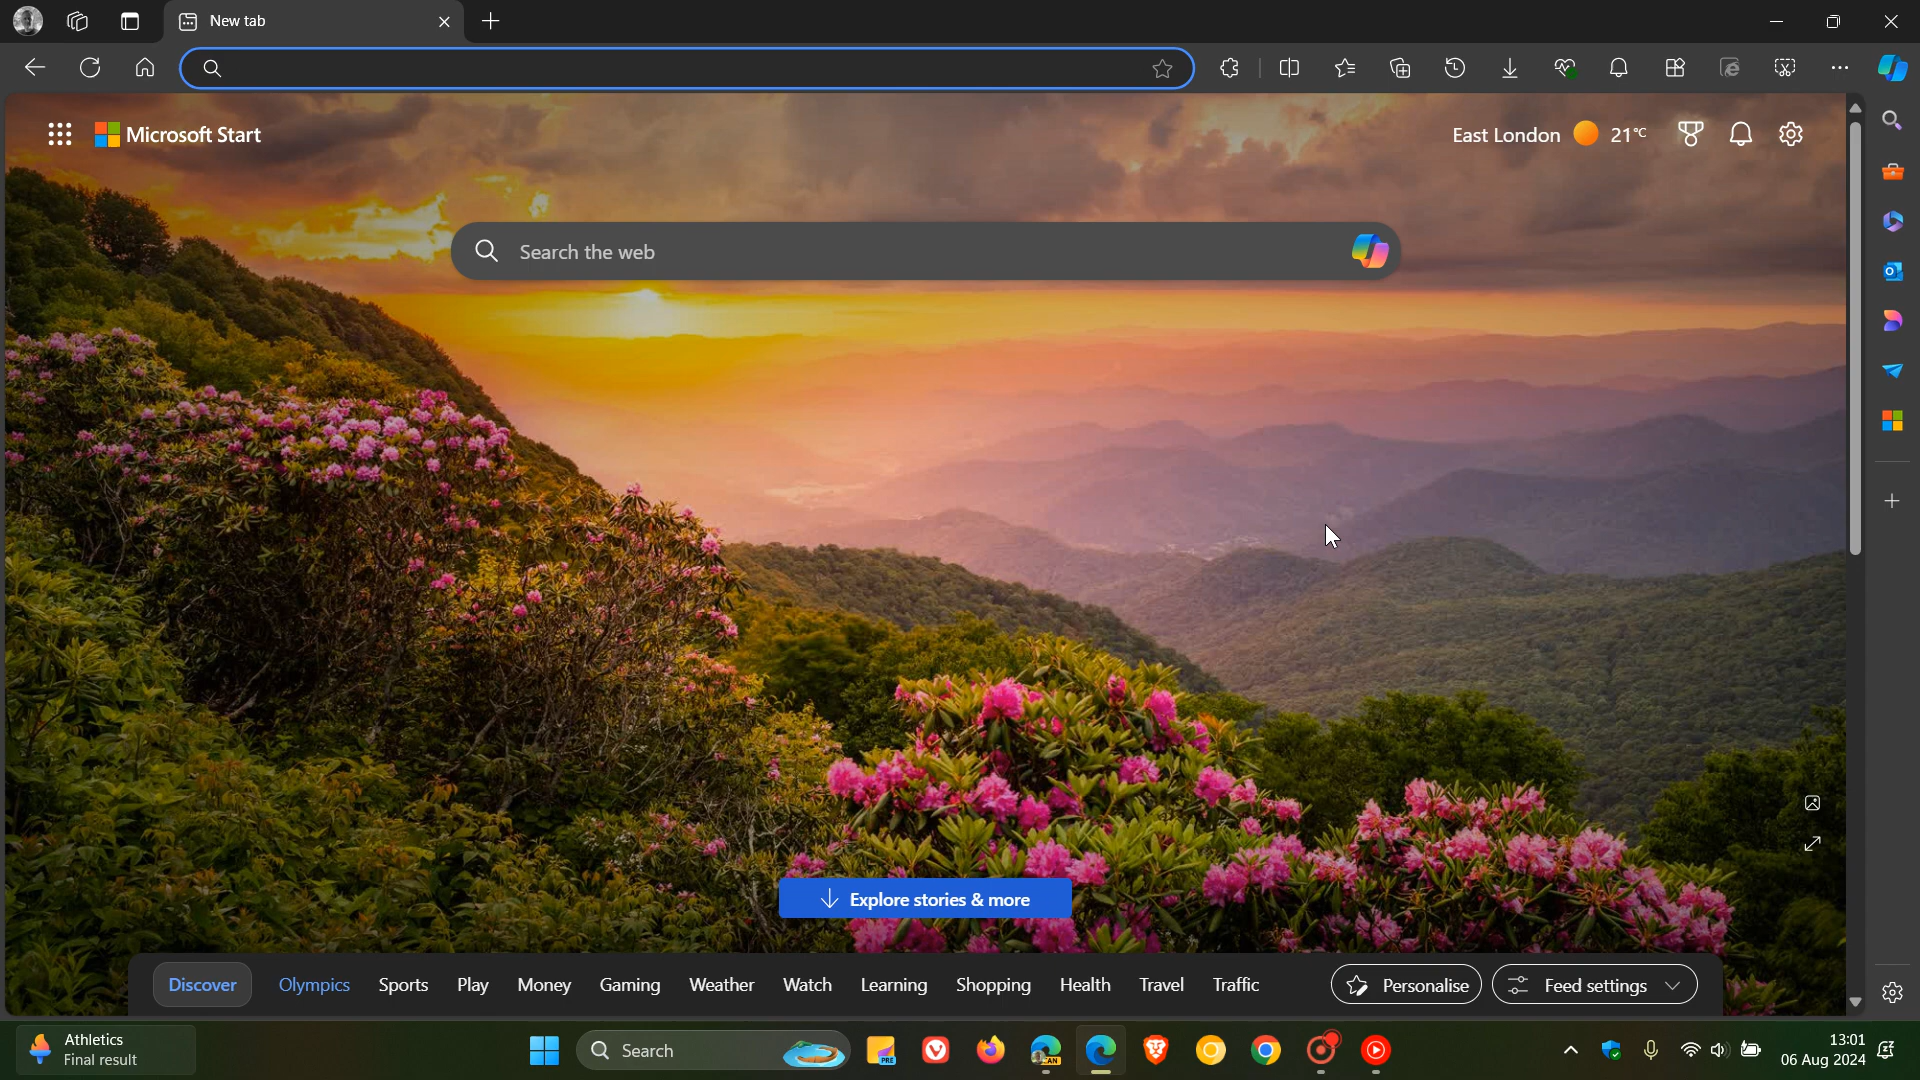 New tab
Microsoft Start
East London 21°C
Search the web
Explore stories & more
Discover Olympics Sports Play Money Gaming Weather Watch Learning Shopping Health Travel Traffic Personalise Feed settings
Athletics
Final result
Search
PRE
CAN
13:01
06 Aug 2024